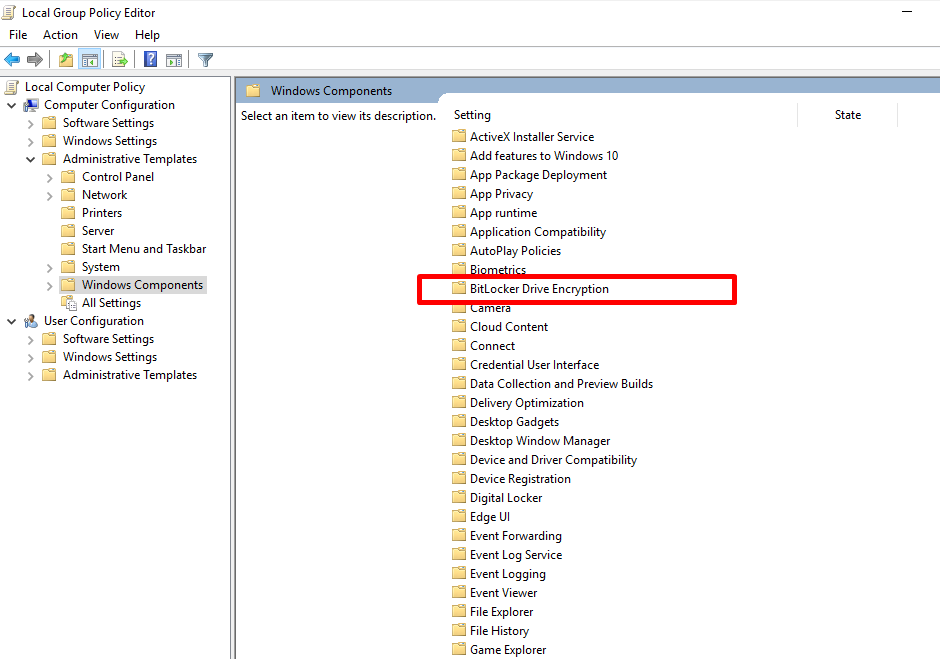 Local Group Policy Editor
File Action View Help
Local Computer Policy
Computer Configuration
Software Settings
Windows Settings
Administrative Templates
Control Panel
Network
Printers
Server
Start Menu and Taskbar
System
Windows Components
All Settings
User Configuration
Software Settings
Windows Settings
Administrative Templates
Windows Components
Select an item to view its description.
Setting State
ActiveX Installer Service
Add features to Windows 10
App Package Deployment
App Privacy
App runtime
Application Compatibility
AutoPlay Policies
Biometrics
BitLocker Drive Encryption
Camera
Cloud Content
Connect
Credential User Interface
Data Collection and Preview Builds
Delivery Optimization
Desktop Gadgets
Desktop Window Manager
Device and Driver Compatibility
Device Registration
Digital Locker
Edge UI
Event Forwarding
Event Log Service
Event Logging
Event Viewer
File Explorer
File History
Game Explorer